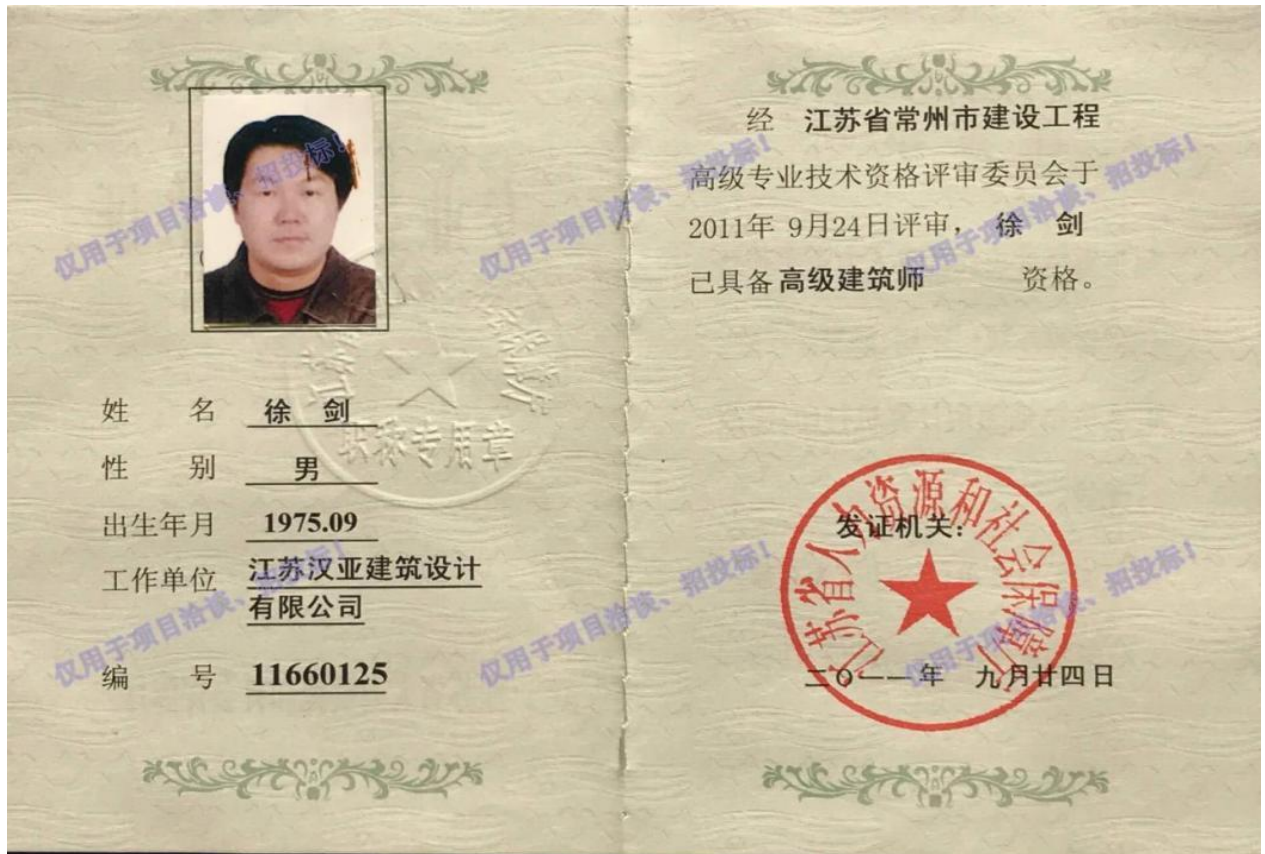 姓 名 徐 剑
性 别 男
出生年月 1975.09
工作单位 江苏汉亚建筑设计
有限公司
编 号 11660125
职称专用章
经 江苏省常州市建设工程
高级专业技术资格评审委员会于
2011年 9月24日评审，徐 剑
已具备 高级建筑师 资格。
发证机关：
江苏省人力资源和社会保障厅
二〇一一年 九月廿四日
仅用于项目洽谈、招投标！
仅用于项目洽谈、招投标！
仅用于项目洽谈、招投标！
仅用于项目洽谈、招投标！
仅用于项目洽谈、招投标！
仅用于项目洽谈、招投标！